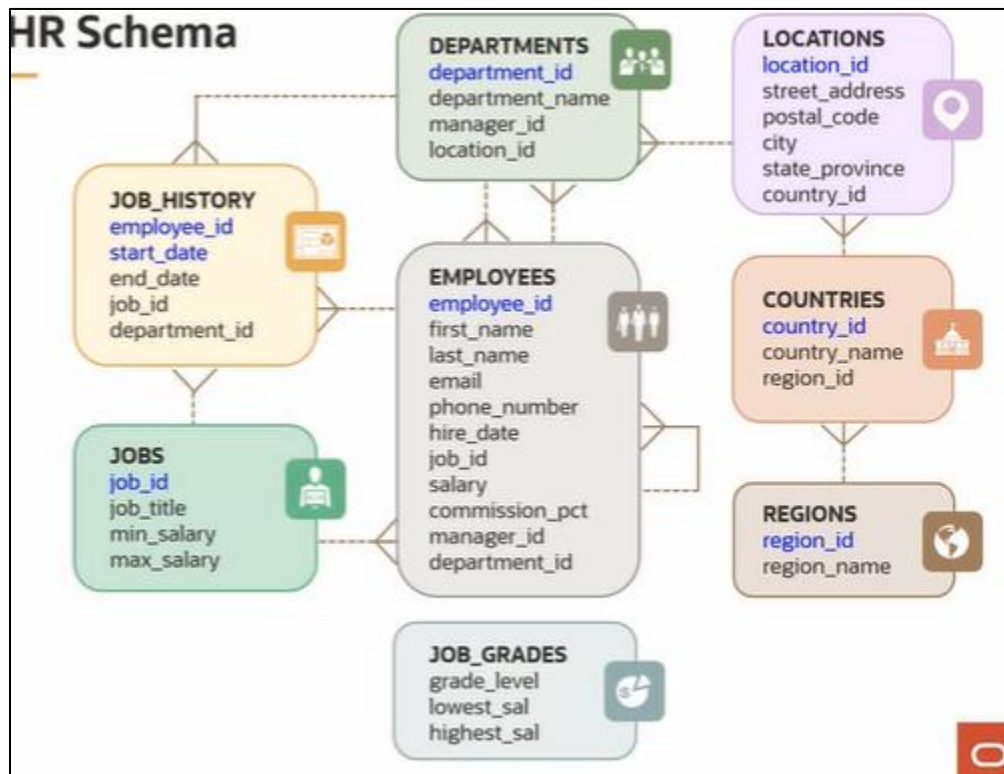 HR Schema
DEPARTMENTS
department_id
department_name
manager_id
location_id
LOCATIONS
location_id
street_address
postal_code
city
state_province
country_id
JOB_HISTORY
employee_id
start_date
end_date
job_id
department_id
EMPLOYEES
employee_id
first_name
last_name
email
phone_number
hire_date
job_id
salary
commission_pct
manager_id
department_id
COUNTRIES
country_id
country_name
region_id
JOBS
job_id
job_title
min_salary
max_salary
REGIONS
region_id
region_name
JOB_GRADES
grade_level
lowest_sal
highest_sal
$